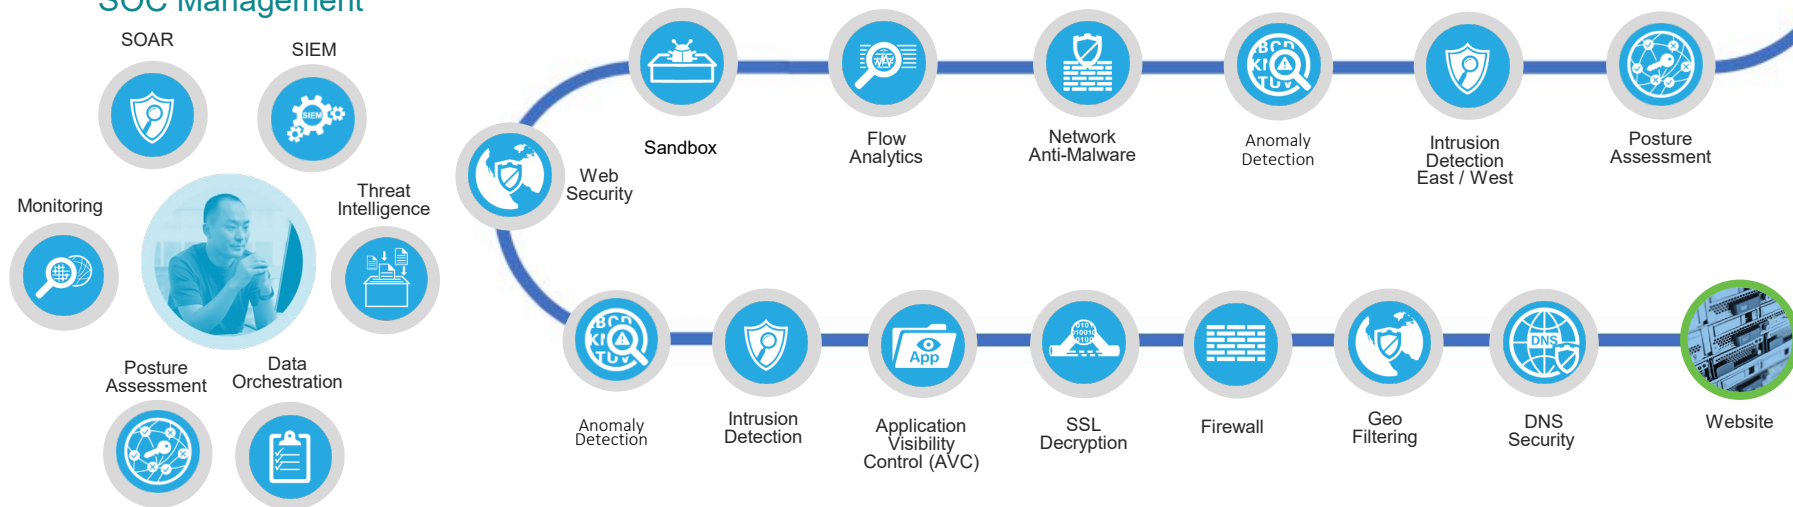 SOC Management
SOAR
SIEM
Monitoring
Threat
Intelligence
Posture
Assessment
Data
Orchestration
SIEM
Web
Security
Sandbox
Flow
Analytics
Network
Anti-Malware
Anomaly
Detection
Intrusion
Detection
East / West
Posture
Assessment
Anomaly
Detection
Intrusion
Detection
App
Application
Visibility
Control (AVC)
SSL
Decryption
Firewall
Geo
Filtering
DNS
DNS
Security
Website